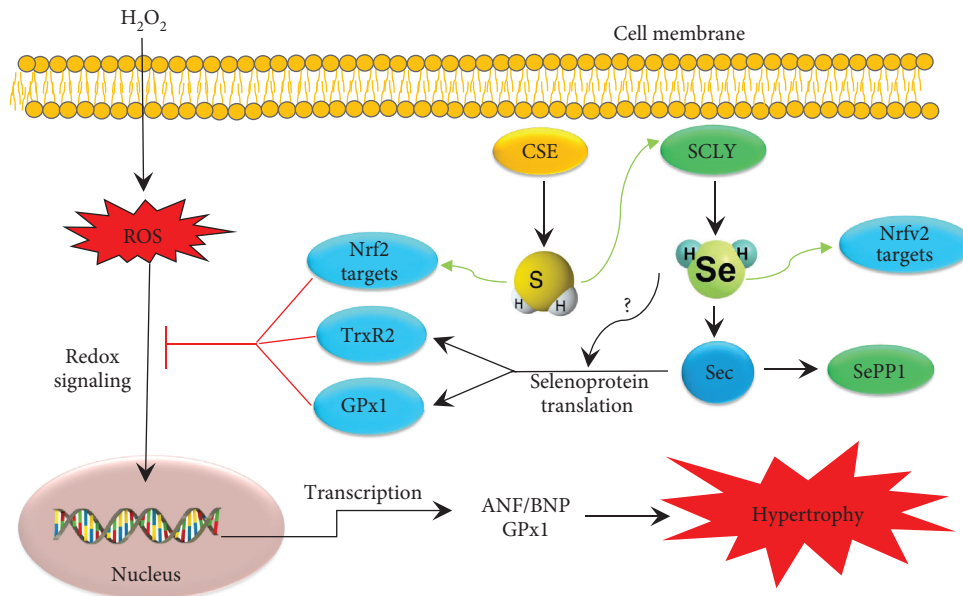 H₂O₂
Cell membrane
CSE
SCLY
ROS
Nrf2
targets
S
H
H
H
H
Se
Nrfv2
targets
?
TrxR2
Redox
signaling
Sec
SePP1
Selenoprotein
translation
GPx1
Transcription
ANF/BNP
GPx1
Hypertrophy
Nucleus